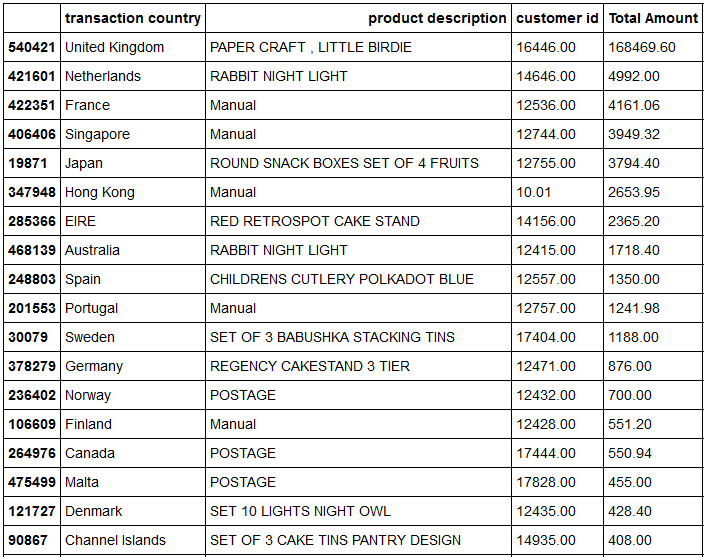 transaction country product description customer id Total Amount
540421 United Kingdom PAPER CRAFT , LITTLE BIRDIE 16446.00 168469.60
421601 Netherlands RABBIT NIGHT LIGHT 14646.00 4992.00
422351 France Manual 12536.00 4161.06
406406 Singapore Manual 12744.00 3949.32
19871 Japan ROUND SNACK BOXES SET OF 4 FRUITS 12755.00 3794.40
347948 Hong Kong Manual 10.01 2653.95
285366 EIRE RED RETROSPOT CAKE STAND 14156.00 2365.20
468139 Australia RABBIT NIGHT LIGHT 12415.00 1718.40
248803 Spain CHILDRENS CUTLERY POLKADOT BLUE 12557.00 1350.00
201553 Portugal Manual 12757.00 1241.98
30079 Sweden SET OF 3 BABUSHKA STACKING TINS 17404.00 1188.00
378279 Germany REGENCY CAKESTAND 3 TIER 12471.00 876.00
236402 Norway POSTAGE 12432.00 700.00
106609 Finland Manual 12428.00 551.20
264976 Canada POSTAGE 17444.00 550.94
475499 Malta POSTAGE 17828.00 455.00
121727 Denmark SET 10 LIGHTS NIGHT OWL 12435.00 428.40
90867 Channel Islands SET OF 3 CAKE TINS PANTRY DESIGN 14935.00 408.00